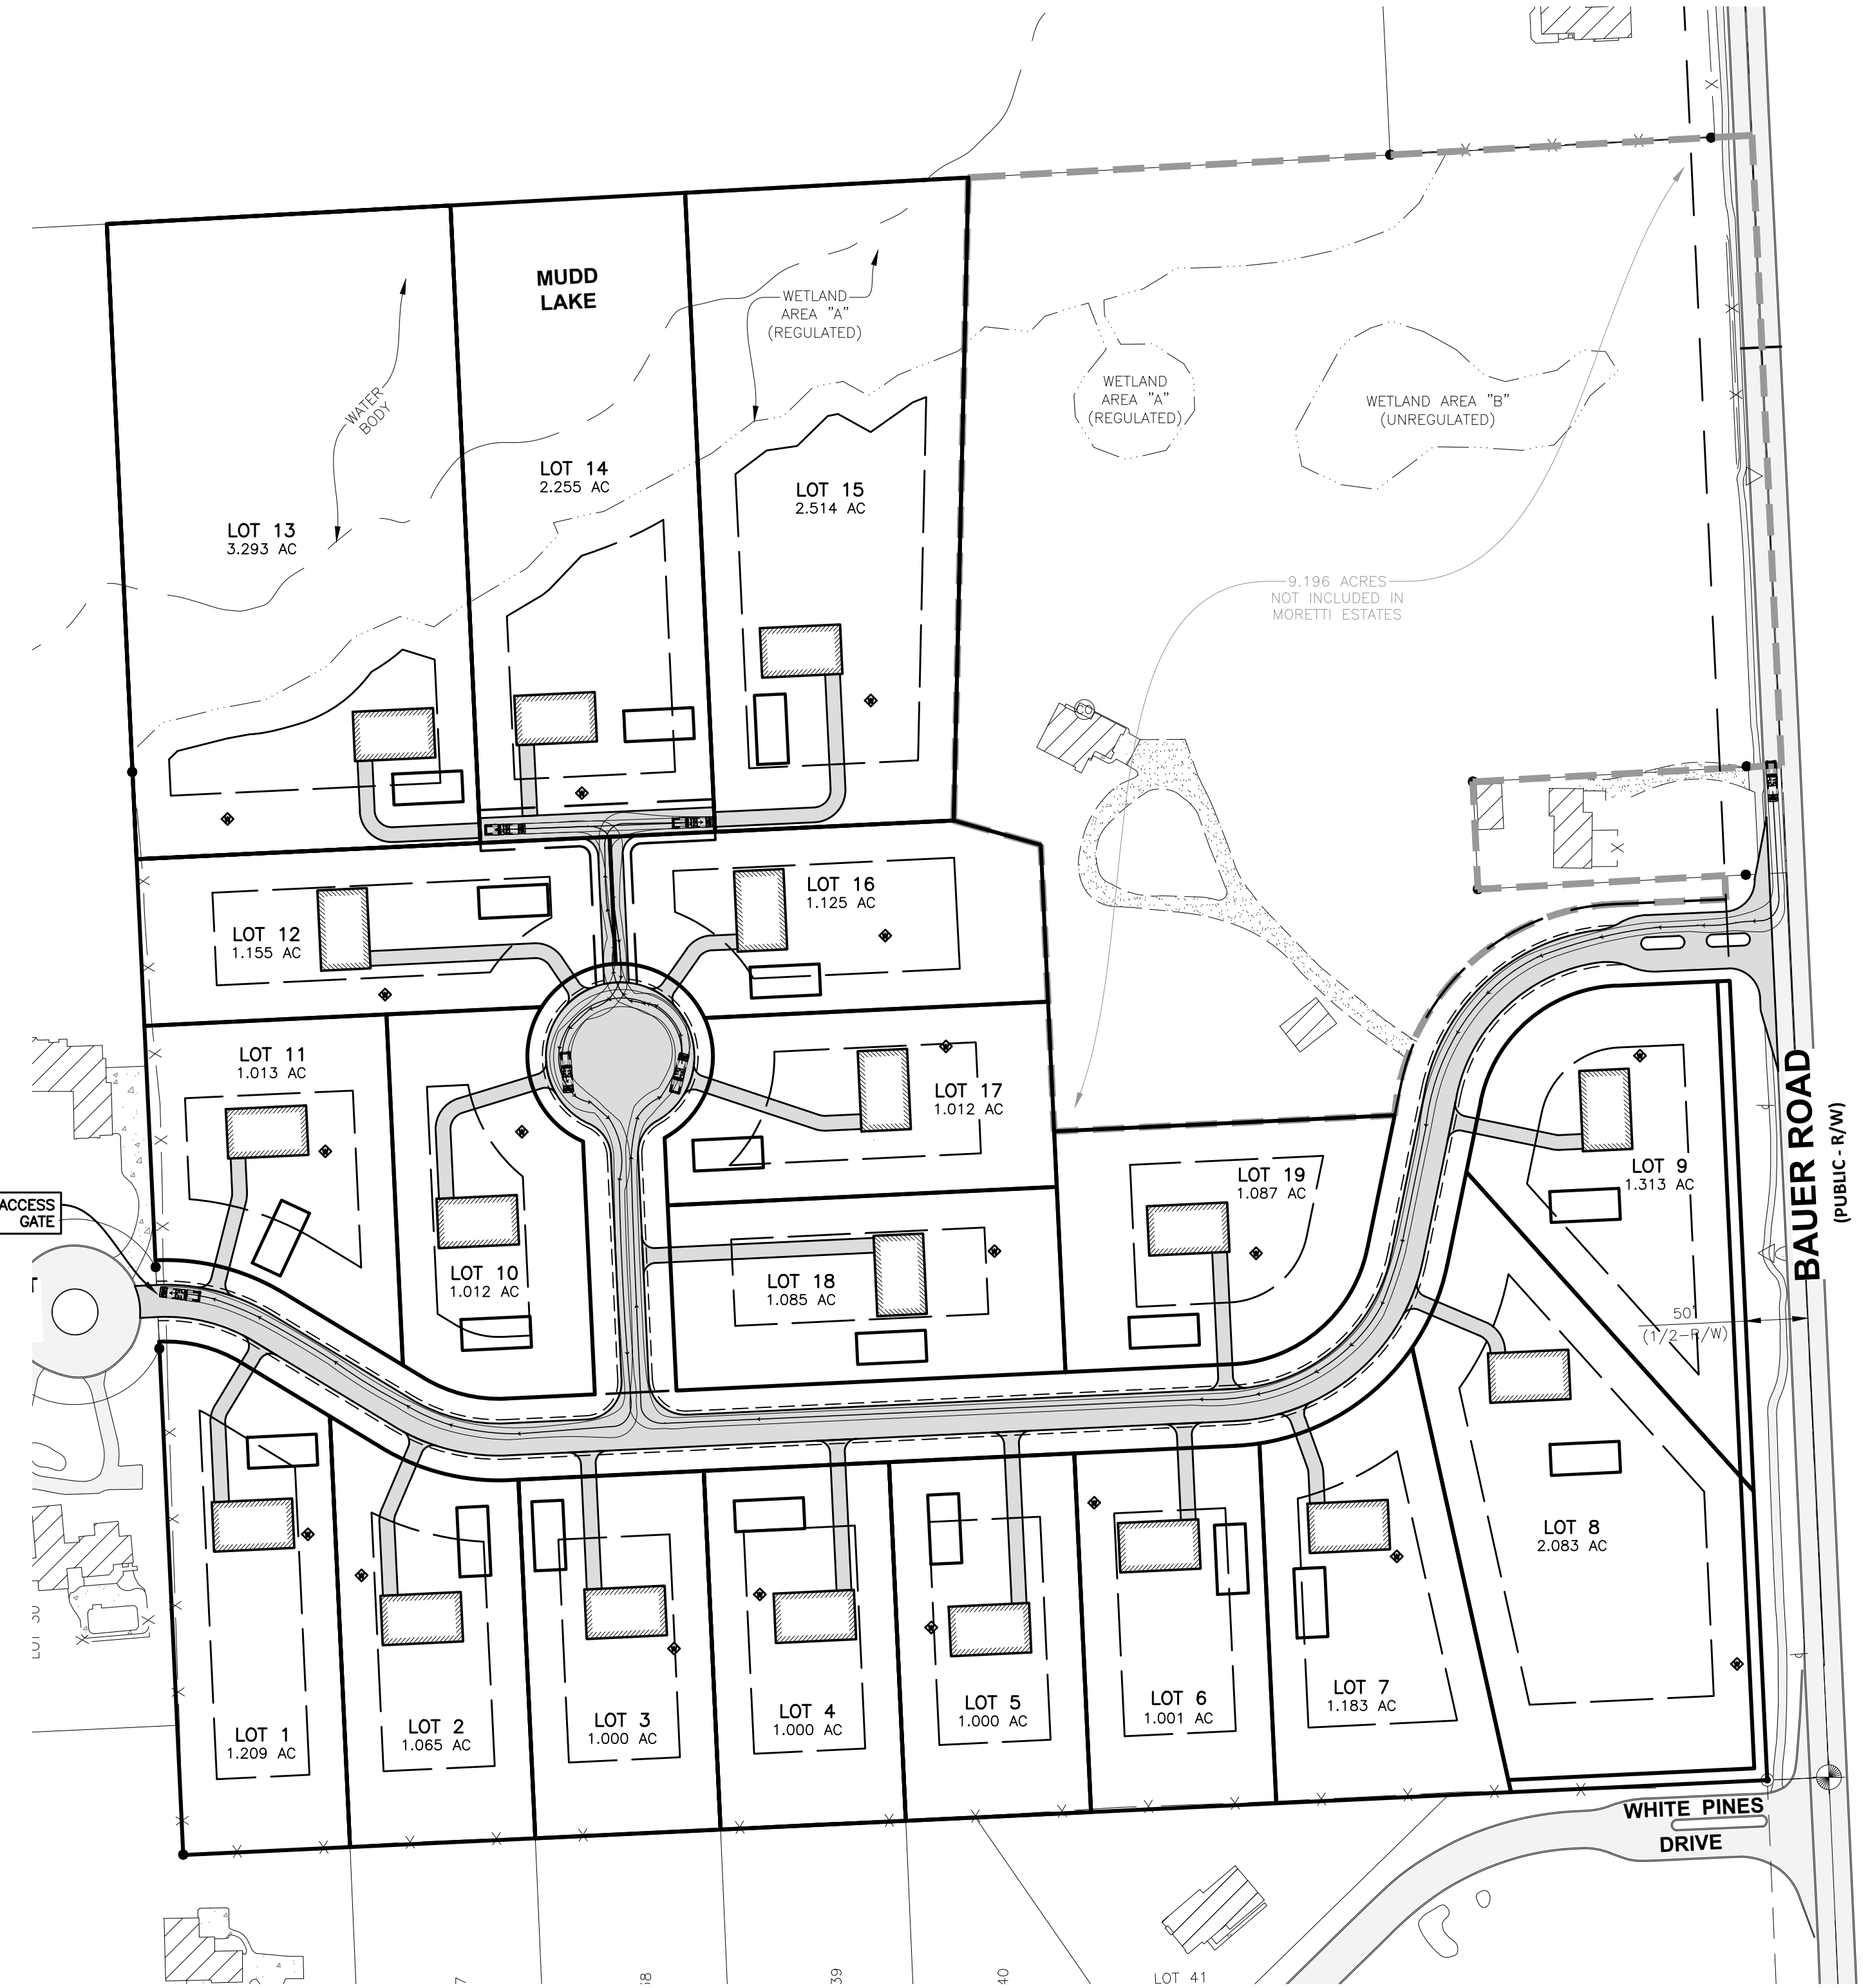 MUDD
LAKE
WETLAND
AREA "A"
(REGULATED)
WATER
BODY
WETLAND
AREA "A"
(REGULATED)
WETLAND AREA "B"
(UNREGULATED)
LOT 13
3.293 AC
LOT 14
2.255 AC
LOT 15
2.514 AC
9.196 ACRES
NOT INCLUDED IN
MORETTI ESTATES
LOT 12
1.155 AC
LOT 16
1.125 AC
LOT 11
1.013 AC
LOT 17
1.012 AC
LOT 10
1.012 AC
LOT 18
1.085 AC
LOT 19
1.087 AC
LOT 9
1.313 AC
BAUER ROAD
(PUBLIC - R/W)
ACCESS
GATE
50'
(1/2-R/W)
LOT 8
2.083 AC
LOT 1
1.209 AC
LOT 2
1.065 AC
LOT 3
1.000 AC
LOT 4
1.000 AC
LOT 5
1.000 AC
LOT 6
1.001 AC
LOT 7
1.183 AC
WHITE PINES
DRIVE
LOT 30
39
40
LOT 41